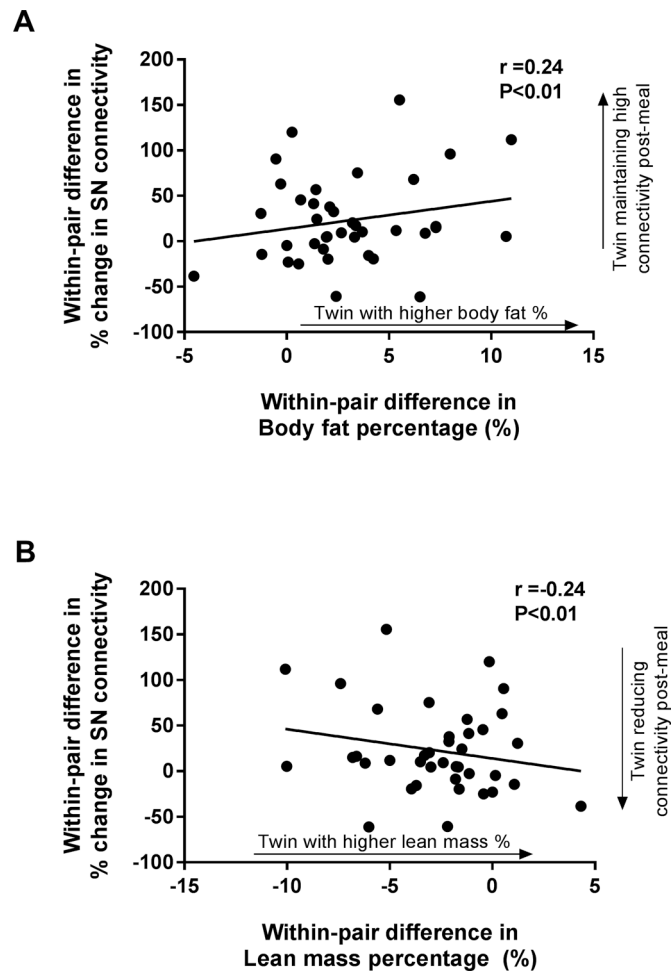 A
Within-pair difference in
% change in SN connectivity
200
150
100
50
0
-50
-100
r =0.24
P<0.01
Twin maintaining high
connectivity post-meal
Twin with higher body fat %
-5
0
5
10
15
Within-pair difference in
Body fat percentage (%)
B
Within-pair difference in
% change in SN connectivity
200
150
100
50
0
-50
-100
r =-0.24
P<0.01
Twin reducing
connectivity post-meal
Twin with higher lean mass %
-15
-10
-5
0
5
Within-pair difference in
Lean mass percentage (%)